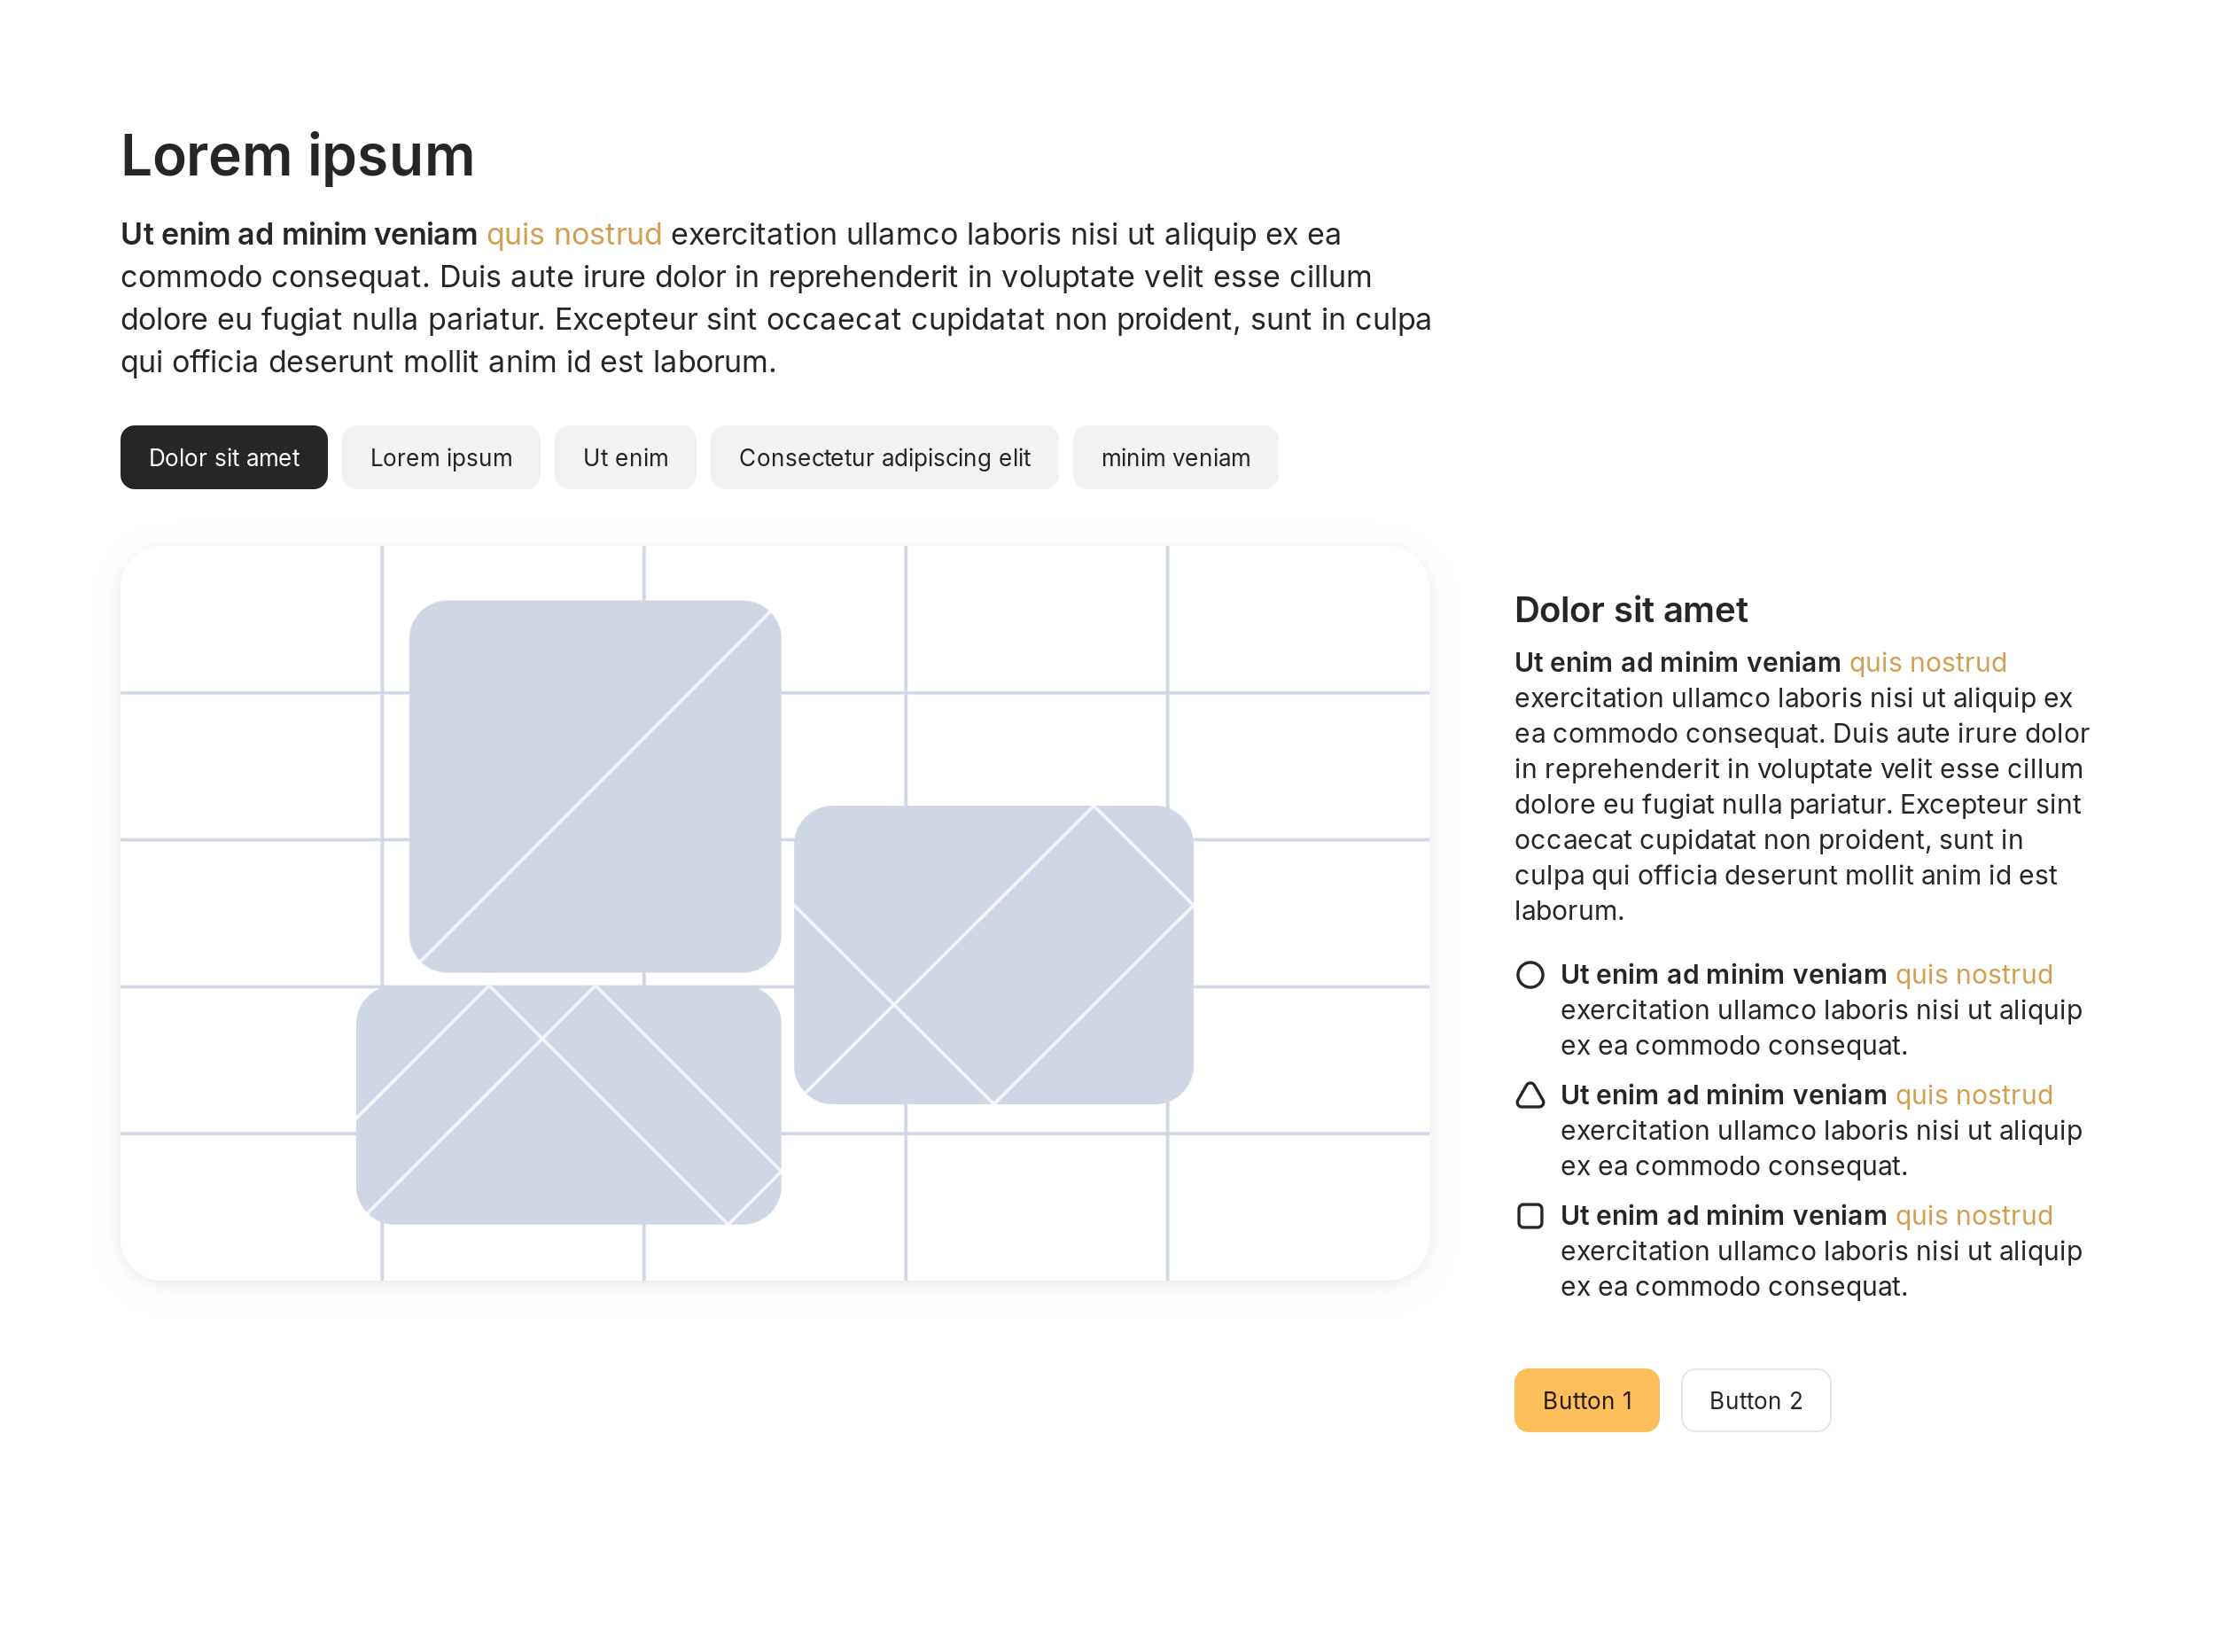 Lorem ipsum
Ut enim ad minim veniam quis nostrud exercitation ullamco laboris nisi ut aliquip ex ea
commodo consequat. Duis aute irure dolor in reprehenderit in voluptate velit esse cillum
dolore eu fugiat nulla pariatur. Excepteur sint occaecat cupidatat non proident, sunt in culpa
qui officia deserunt mollit anim id est laborum.
Dolor sit amet
Lorem ipsum
Ut enim
Consectetur adipiscing elit
minim veniam
Dolor sit amet
Ut enim ad minim veniam quis nostrud
exercitation ullamco laboris nisi ut aliquip ex
ea commodo consequat. Duis aute irure dolor
in reprehenderit in voluptate velit esse cillum
dolore eu fugiat nulla pariatur. Excepteur sint
occaecat cupidatat non proident, sunt in
culpa qui officia deserunt mollit anim id est
laborum.
Ut enim ad minim veniam quis nostrud
exercitation ullamco laboris nisi ut aliquip
ex ea commodo consequat.
Ut enim ad minim veniam quis nostrud
exercitation ullamco laboris nisi ut aliquip
ex ea commodo consequat.
Ut enim ad minim veniam quis nostrud
exercitation ullamco laboris nisi ut aliquip
ex ea commodo consequat.
Button 1
Button 2